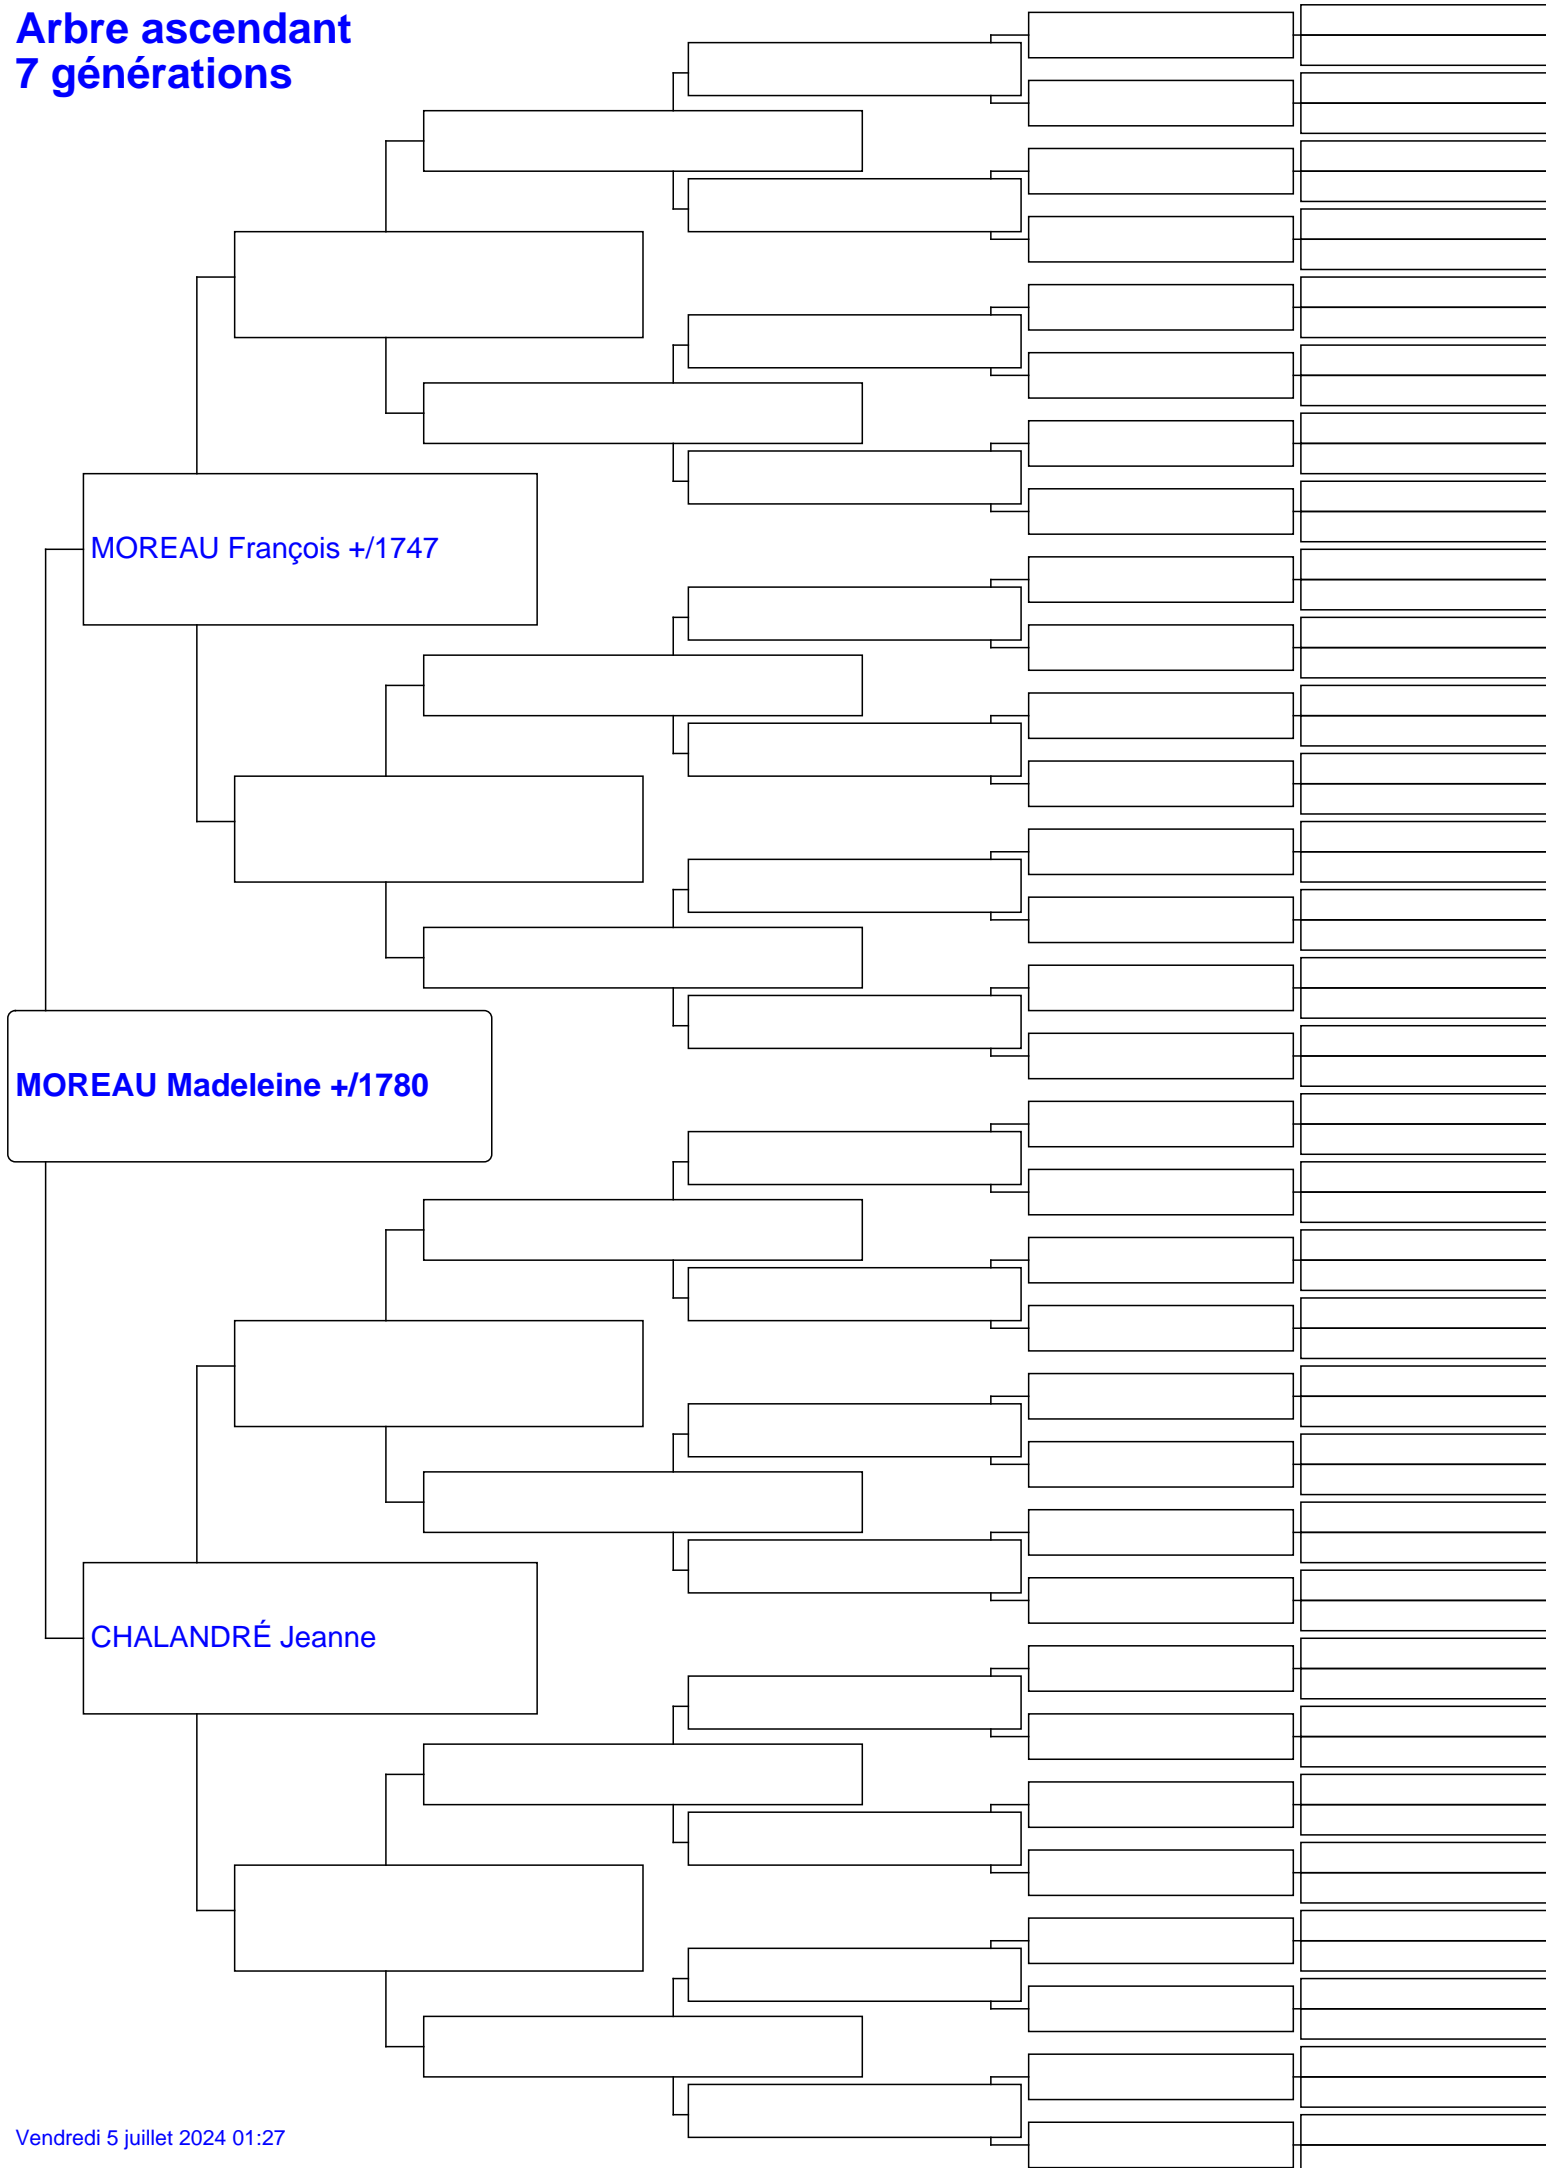 Arbre ascendant
7 générations
MOREAU François +/1747
MOREAU Madeleine +/1780
CHALANDRÉ Jeanne
Vendredi 5 juillet 2024 01:27